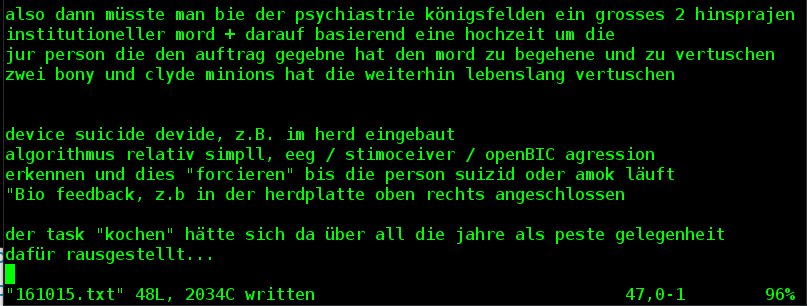 also dann müsste man bie der psychiastrie königsfelden ein grosses 2 hinsprajen
institutioneller mord + darauf basierend eine hochzeit um die
jur person die den auftrag gegebne hat den mord zu begehene und zu vertuschen
zwei bony und clyde minions hat die weiterhin lebenslang vertuschen
device suicide devide, z.B. im herd eingebaut
algorithmus relativ simpll, eeg / stimoceiver / openBIC agression
erkennen und dies "forcieren" bis die person suizid oder amok läuft
"Bio feedback, z.b in der herdplatte oben rechts angeschlossen
der task "kochen" hätte sich da über all die jahre als peste gelegenheit
dafür rausgestellt...
"161015.txt" 48L, 2034C written 47,0-1 96%